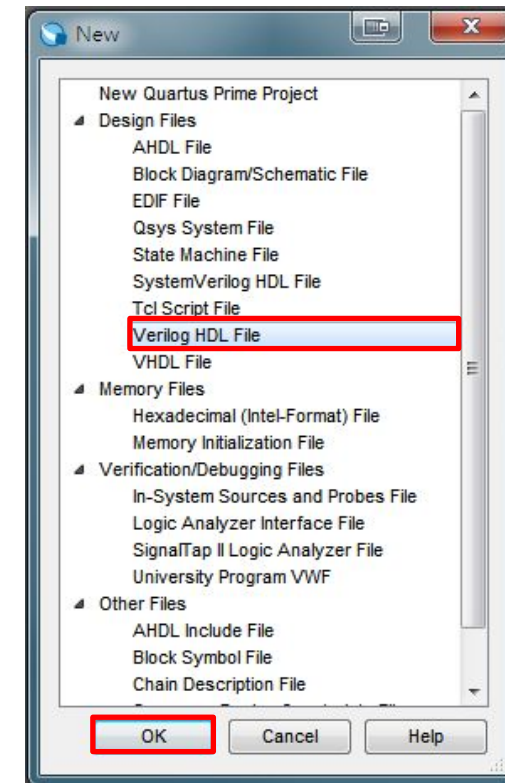 New
New Quartus Prime Project
Design Files
AHDL File
Block Diagram/Schematic File
EDIF File
Qsys System File
State Machine File
SystemVerilog HDL File
Tcl Script File
Verilog HDL File
VHDL File
Memory Files
Hexadecimal (Intel-Format) File
Memory Initialization File
Verification/Debugging Files
In-System Sources and Probes File
Logic Analyzer Interface File
SignalTap II Logic Analyzer File
University Program VWF
Other Files
AHDL Include File
Block Symbol File
Chain Description File
OK Cancel Help